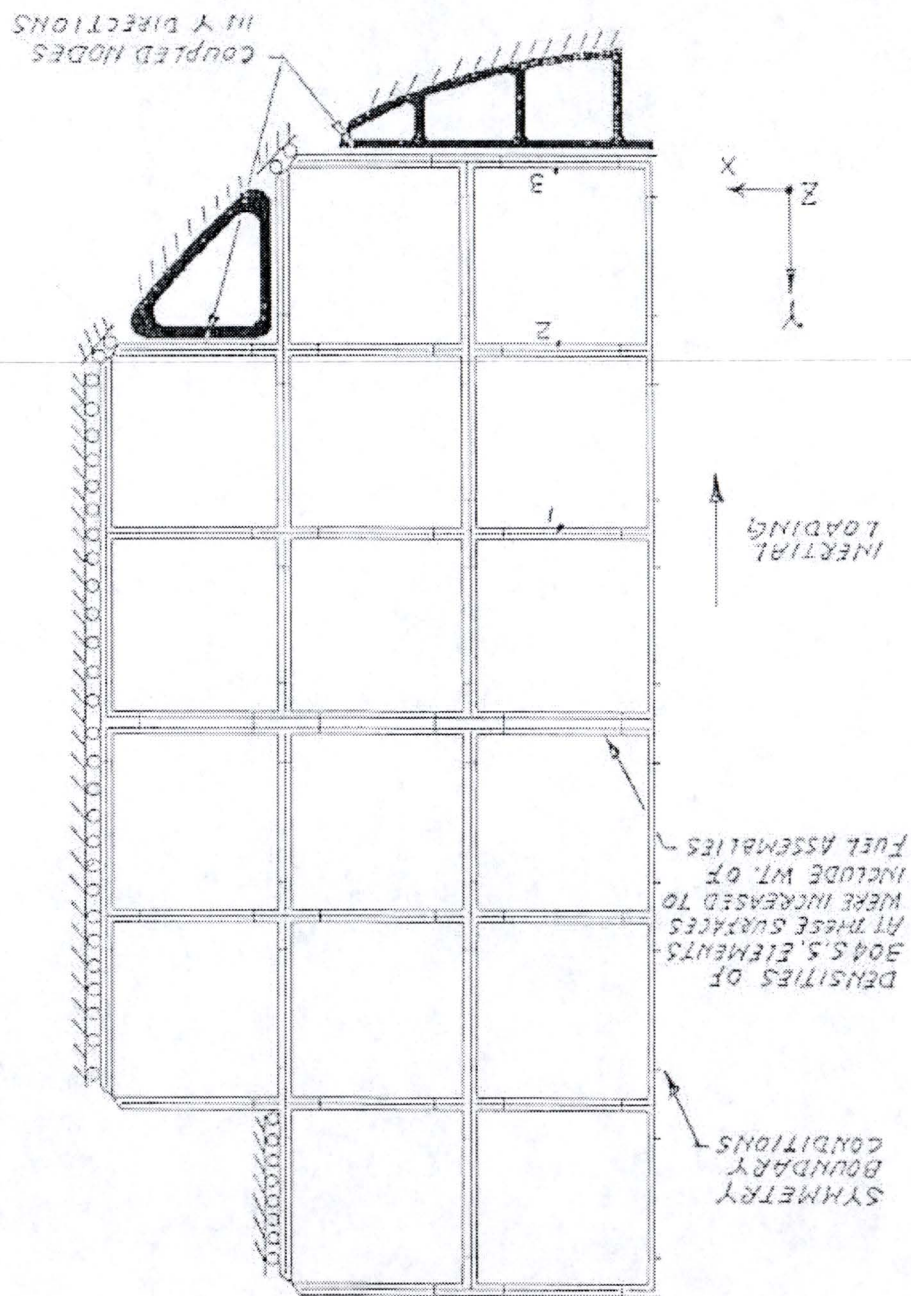 SYMMETRY
BOUNDARY
CONDITIONS
DENSITIES OF
304 S.S. ELEMENTS
AT THESE SURFACES
WERE INCREASED TO
INCLUDE WT. OF
FUEL ASSEMBLIES
INERTIAL
LOADING
1
2
Y
Z
X
3
COUPLED NODES
IN Y DIRECTIONS